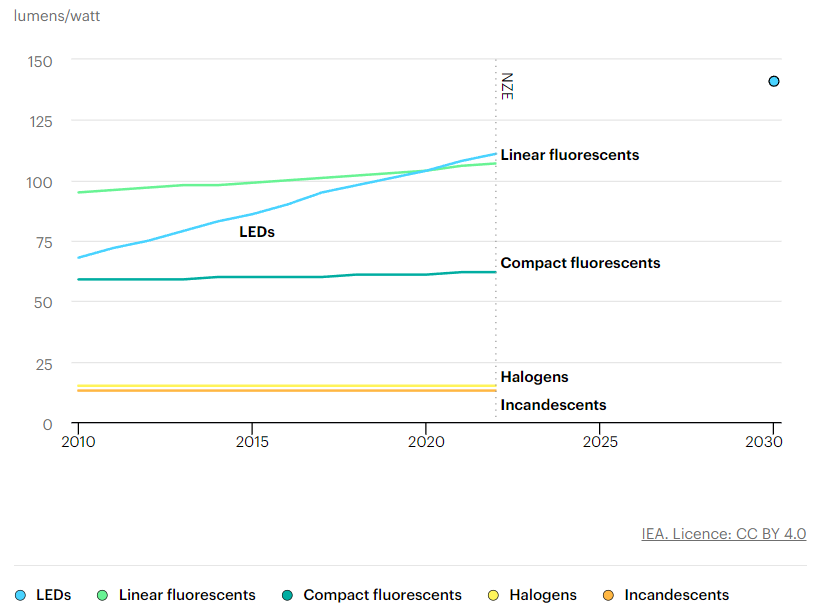 lumens/watt
150
NZE
125
Linear fluorescents
100
LEDs
75
Compact fluorescents
50
25
Halogens
Incandescents
0
2010 2015 2020 2025 2030
IEA. Licence: CC BY 4.0
LEDs Linear fluorescents Compact fluorescents Halogens Incandescents